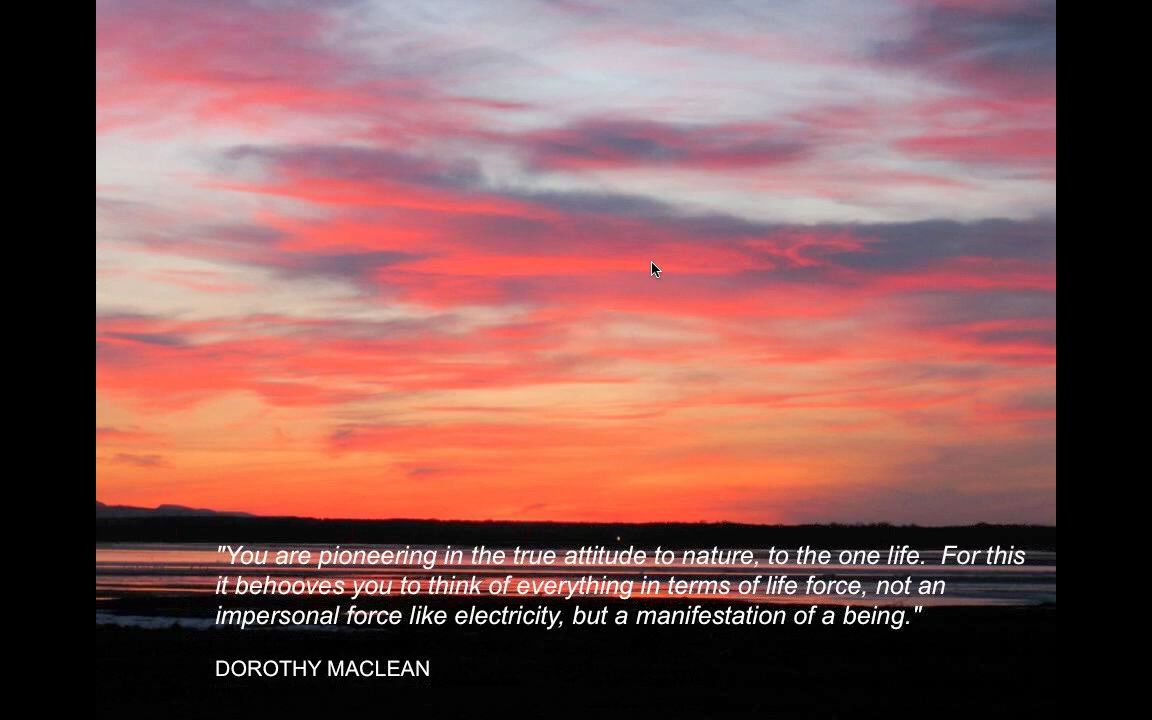 "You are pioneering in the true attitude to nature, to the one life.  For this
it behooves you to think of everything in terms of life force, not an
impersonal force like electricity, but a manifestation of a being."
DOROTHY MACLEAN